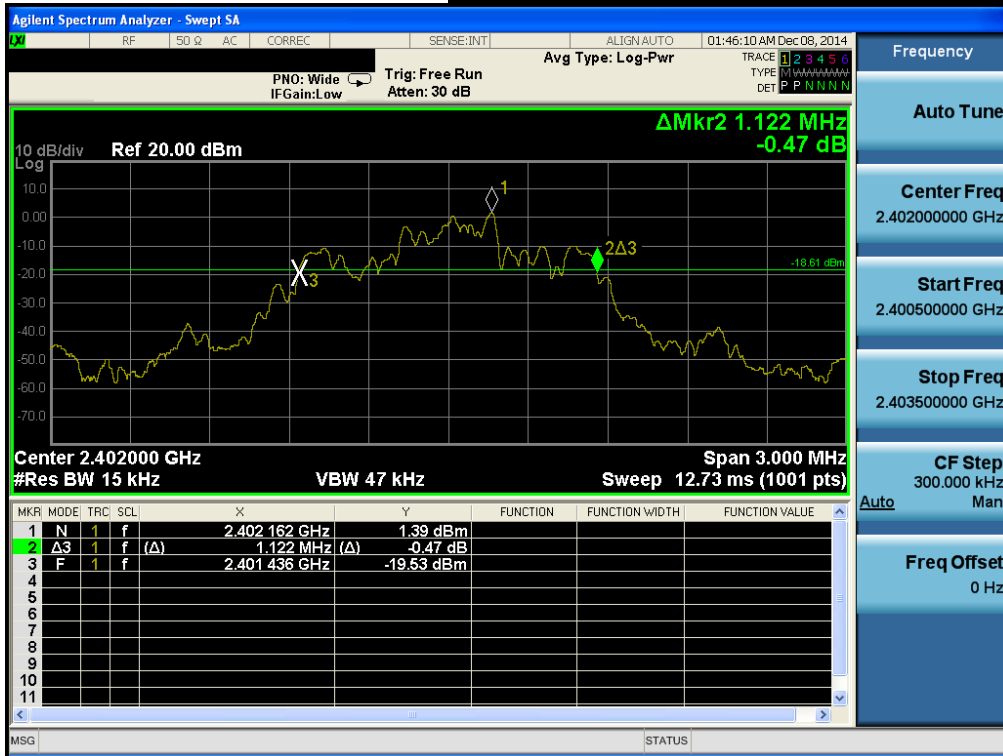 Agilent Spectrum Analyzer - Swept SA
LXI RF 50 Ω AC CORREC SENSE:INT ALIGN AUTO 01:46:10 AM Dec 08, 2014
PNO: Wide
IFGain:Low
Trig: Free Run
Atten: 30 dB
Avg Type: Log-Pwr
TRACE 1 2 3 4 5 6
TYPE M WWWWW
DET P P N N N N
ΔMkr2 1.122 MHz
-0.47 dB
10 dB/div Ref 20.00 dBm
Log
10.0
0.00
-10.0
-20.0
-30.0
-40.0
-50.0
-60.0
-70.0
1
2Δ3
3
-18.61 dBm
Center 2.402000 GHz Span 3.000 MHz
#Res BW 15 kHz VBW 47 kHz Sweep 12.73 ms (1001 pts)
MKR MODE TRC SCL X Y FUNCTION FUNCTION WIDTH FUNCTION VALUE
1 N 1 f 2.402 162 GHz 1.39 dBm
2 Δ3 1 f (Δ) 1.122 MHz (Δ) -0.47 dB
3 F 1 f 2.401 436 GHz -19.53 dBm
4
5
6
7
8
9
10
11
MSG STATUS
Frequency
Auto Tune
Center Freq
2.402000000 GHz
Start Freq
2.400500000 GHz
Stop Freq
2.403500000 GHz
CF Step
300.000 kHz
Auto Man
Freq Offset
0 Hz